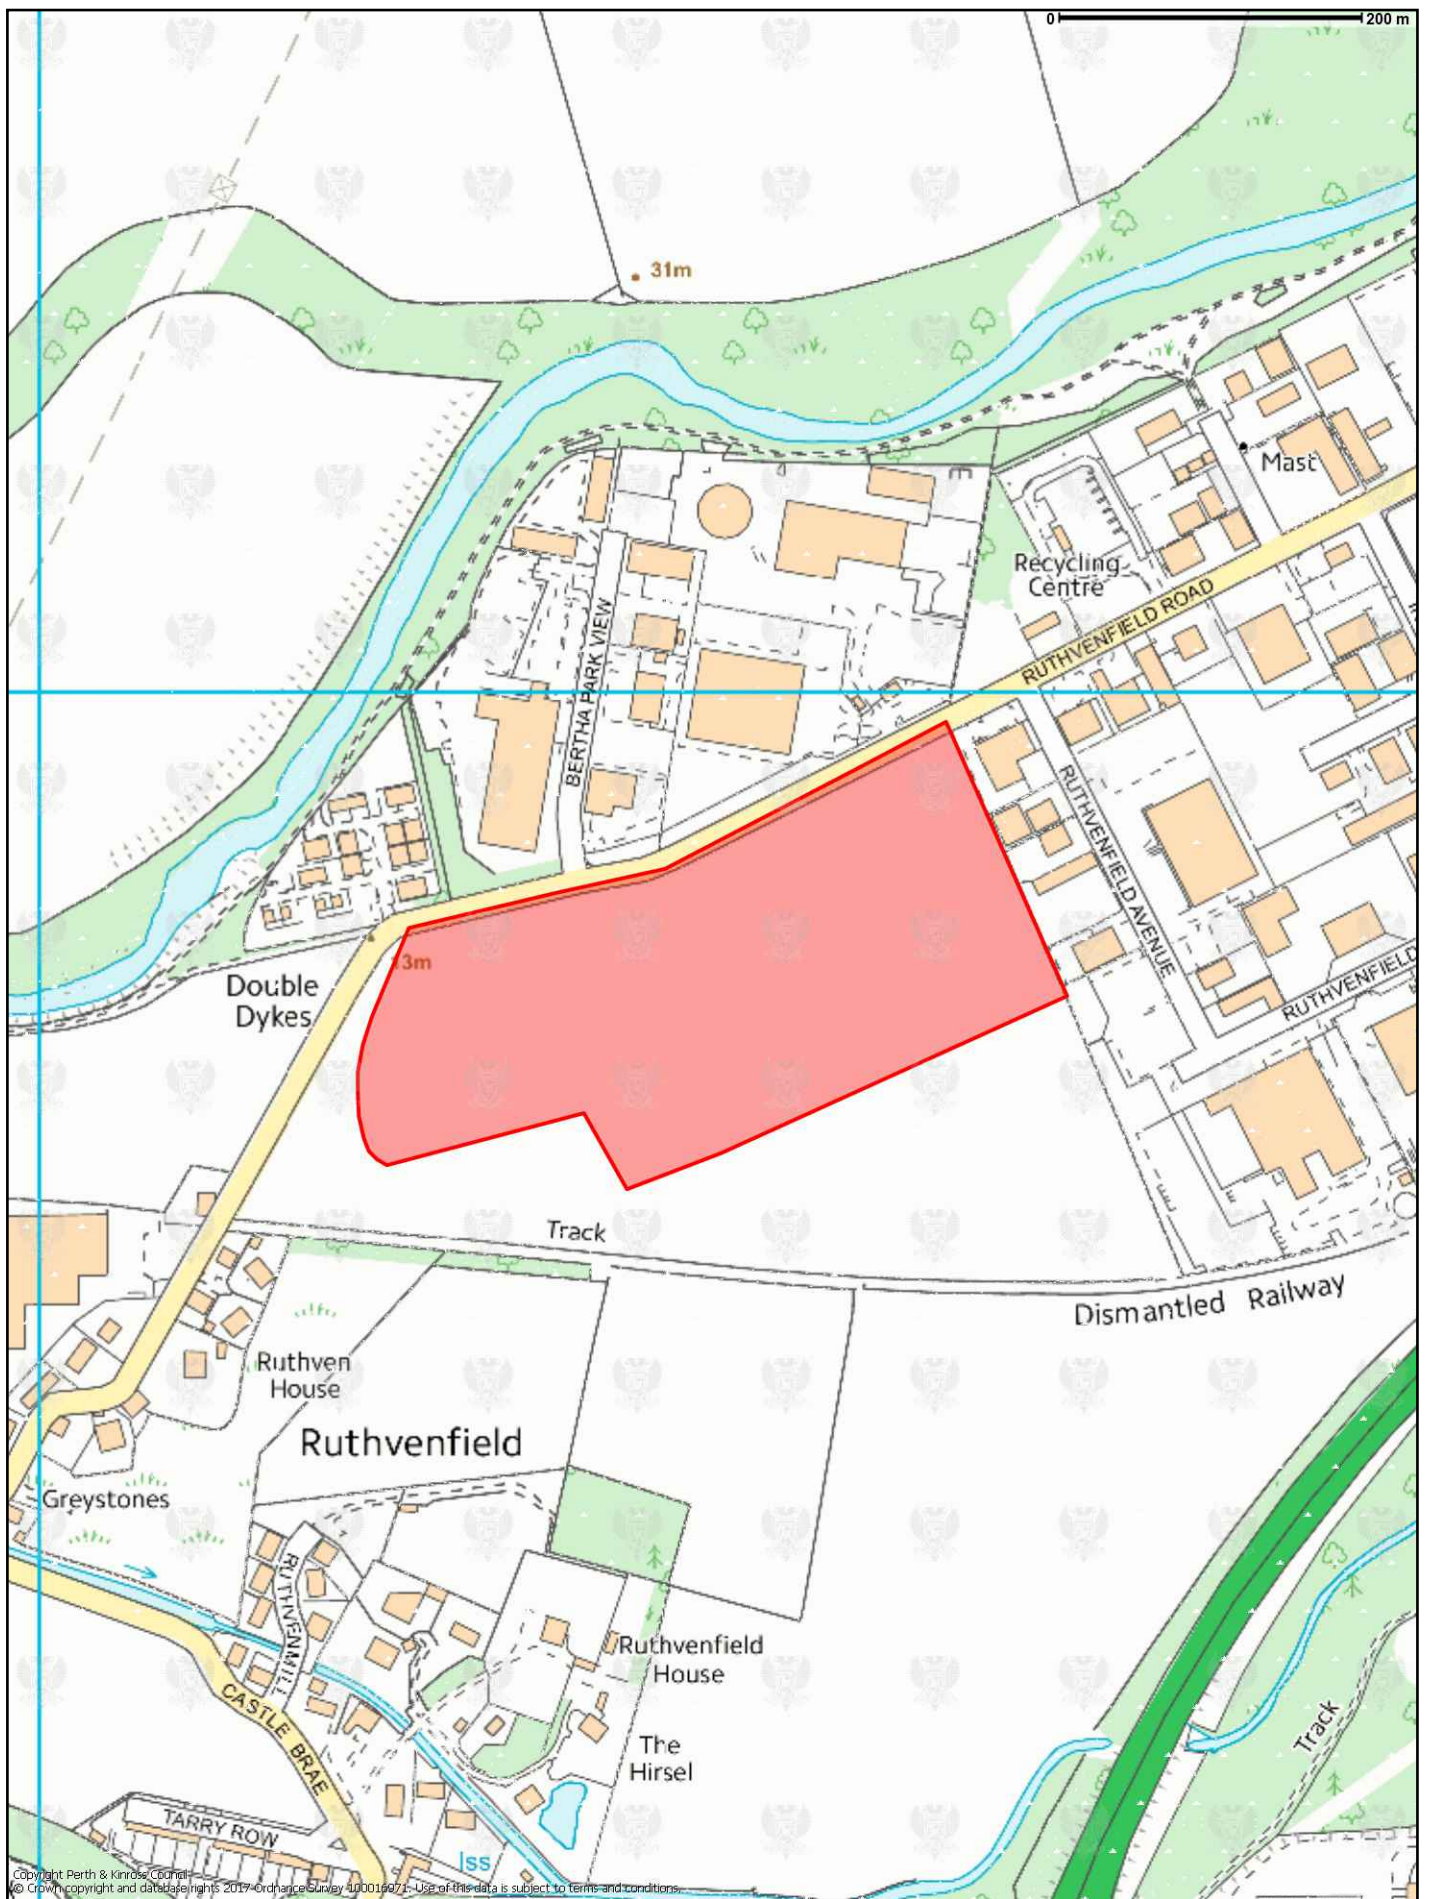 0 200 m
31m
Mast
Recycling
Centre
RUTHVENFIELD ROAD
BERTHA PARK VIEW
RUTHVENFIELD AVENUE
13m
Double
Dykes
RUTHVENFIELD
Track
Dismantled Railway
Ruthven
House
Ruthvenfield
Greystones
RUTHVENMILL
Ruthvenfield
House
CASTLE BRAE
The
Hirsel
Track
TARRY ROW
Iss
Copyright Perth & Kinross Council
© Crown copyright and database rights 2017 Ordnance Survey 100016971. Use of this data is subject to terms and conditions.